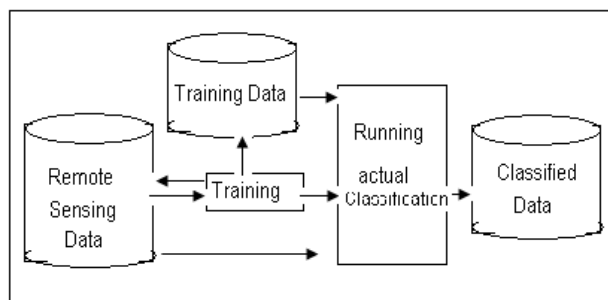 Training Data
Running
actual
Classification
Remote
Sensing
Data
Training
Classified
Data